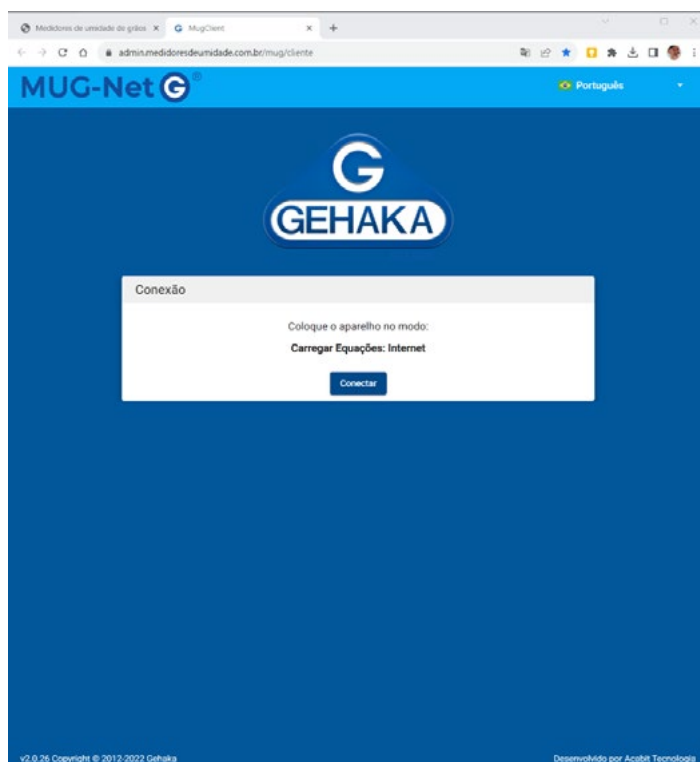 Medidores de umidade de grãos
MugClient
admin.medidoresdeumidade.com.br/mug/cliente
MUG-Net G®
Português
G
GEHAKA
Conexão
Coloque o aparelho no modo:
Carregar Equações: Internet
Conectar
v2.0.26 Copyright © 2012-2022 Gehaka
Desenvolvido por Acabit Tecnologia